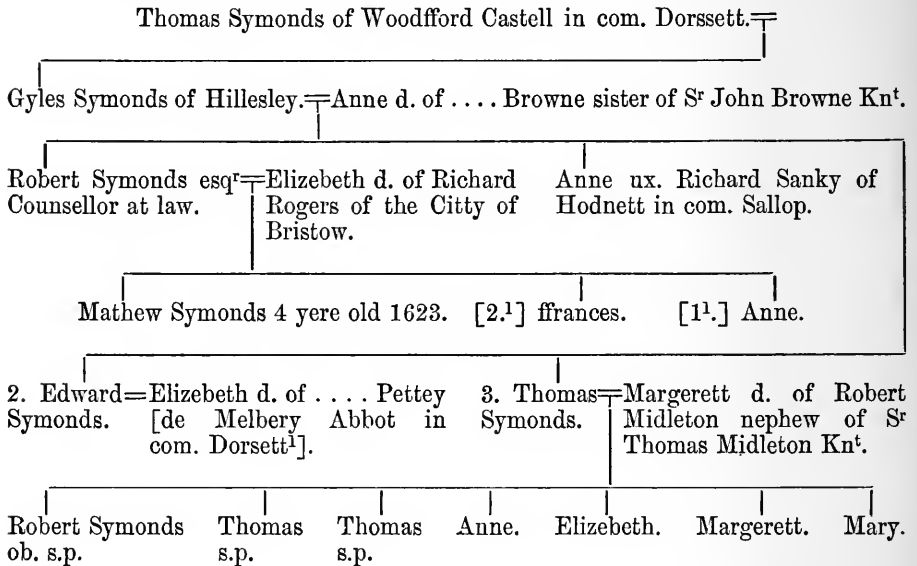 Thomas Symonds of Woodfford Castell in com. Dorssett.
Gyles Symonds of Hillesley.=Anne d. of .... Browne sister of Sʳ John Browne Knᵗ.
Robert Symonds esqʳ=Elizebeth d. of Richard Anne ux. Richard Sanky of
Counsellor at law. Rogers of the Citty of Hodnett in com. Sallop.
Bristow.
Mathew Symonds 4 yere old 1623. [2.¹] ffrances. [1¹.] Anne.
2. Edward=Elizebeth d. of .... Pettey 3. Thomas=Margerett d. of Robert
Symonds. [de Melbery Abbot in Symonds. Midleton nephew of Sʳ
com. Dorsett¹]. Thomas Midleton Knᵗ.
Robert Symonds Thomas Thomas Anne. Elizebeth. Margerett. Mary.
ob. s.p. s.p. s.p.